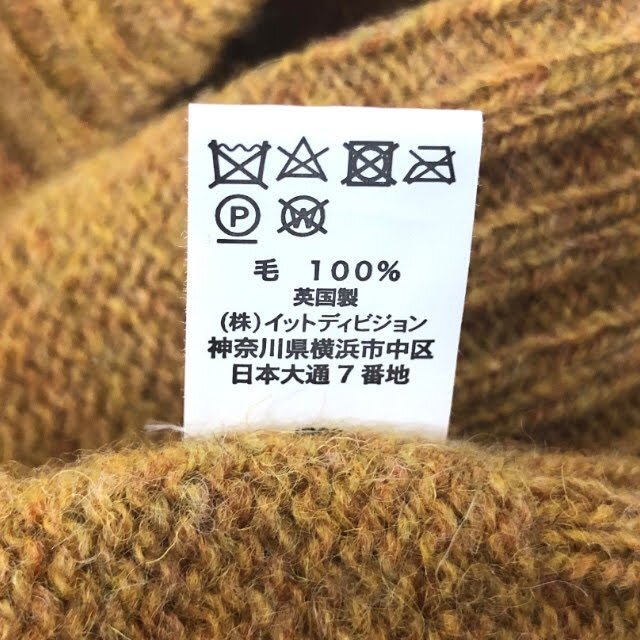 P W
毛 100%
英国製
(株)イットディビジョン
神奈川県横浜市中区
日本大通7番地